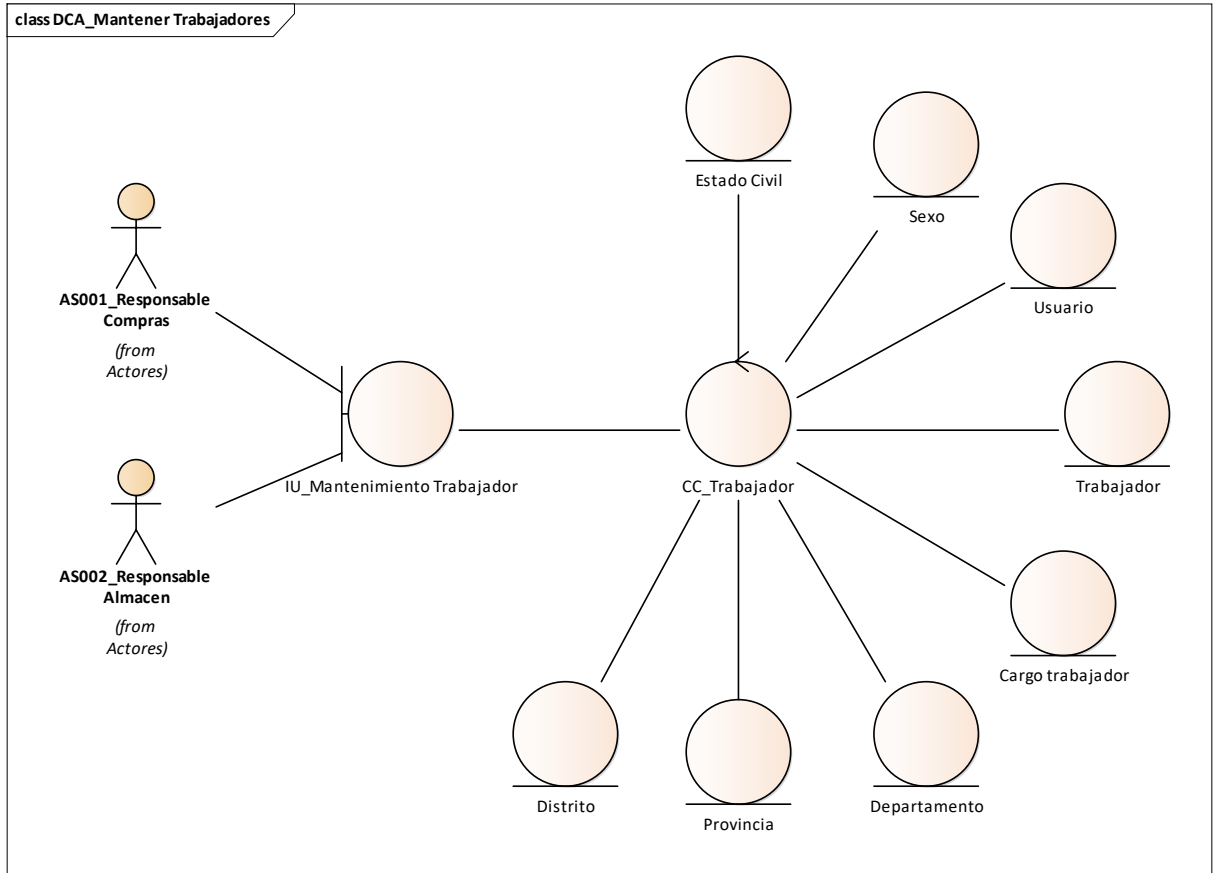 class DCA_Mantener Trabajadores
Estado Civil
Sexo
Usuario
AS001_Responsable
Compras
(from
Actores)
IU_Mantenimiento Trabajador
CC_Trabajador
Trabajador
AS002_Responsable
Almacen
(from
Actores)
Cargo trabajador
Distrito
Provincia
Departamento